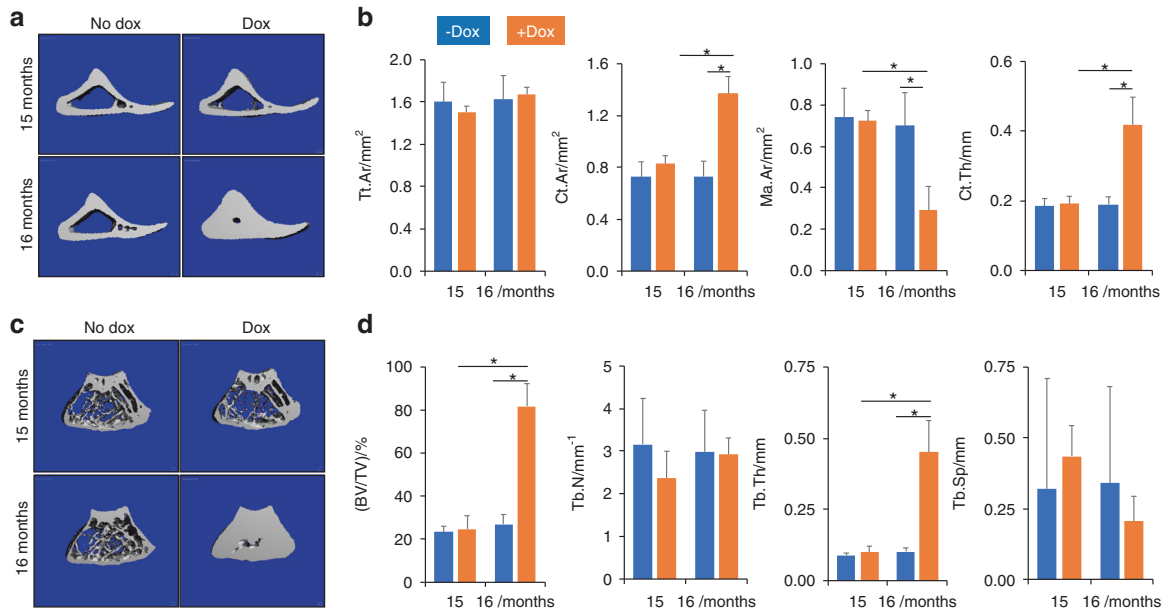 a
No dox
Dox
15 months
16 months
b
-Dox
+Dox
Tt.Ar/mm²
2.0
1.6
1.2
0.8
0.4
0.0
15
16 /months
Ct.Ar/mm²
1.6
1.2
0.8
0.4
0
*
*
15
16 /months
Ma.Ar/mm²
1.0
0.8
0.6
0.4
0.2
0
*
*
15
16 /months
Ct.Th/mm
0.6
0.4
0.2
0
*
*
15
16 /months
c
No dox
Dox
15 months
16 months
d
(BV/TV)/%
100
80
60
40
20
0
*
*
15
16 /months
Tb.N/mm⁻¹
5
4
3
2
1
0
15
16 /months
Tb.Th/mm
0.75
0.50
0.25
0.00
*
*
15
16 /months
Tb.Sp/mm
0.75
0.50
0.25
0.00
15
16 /months